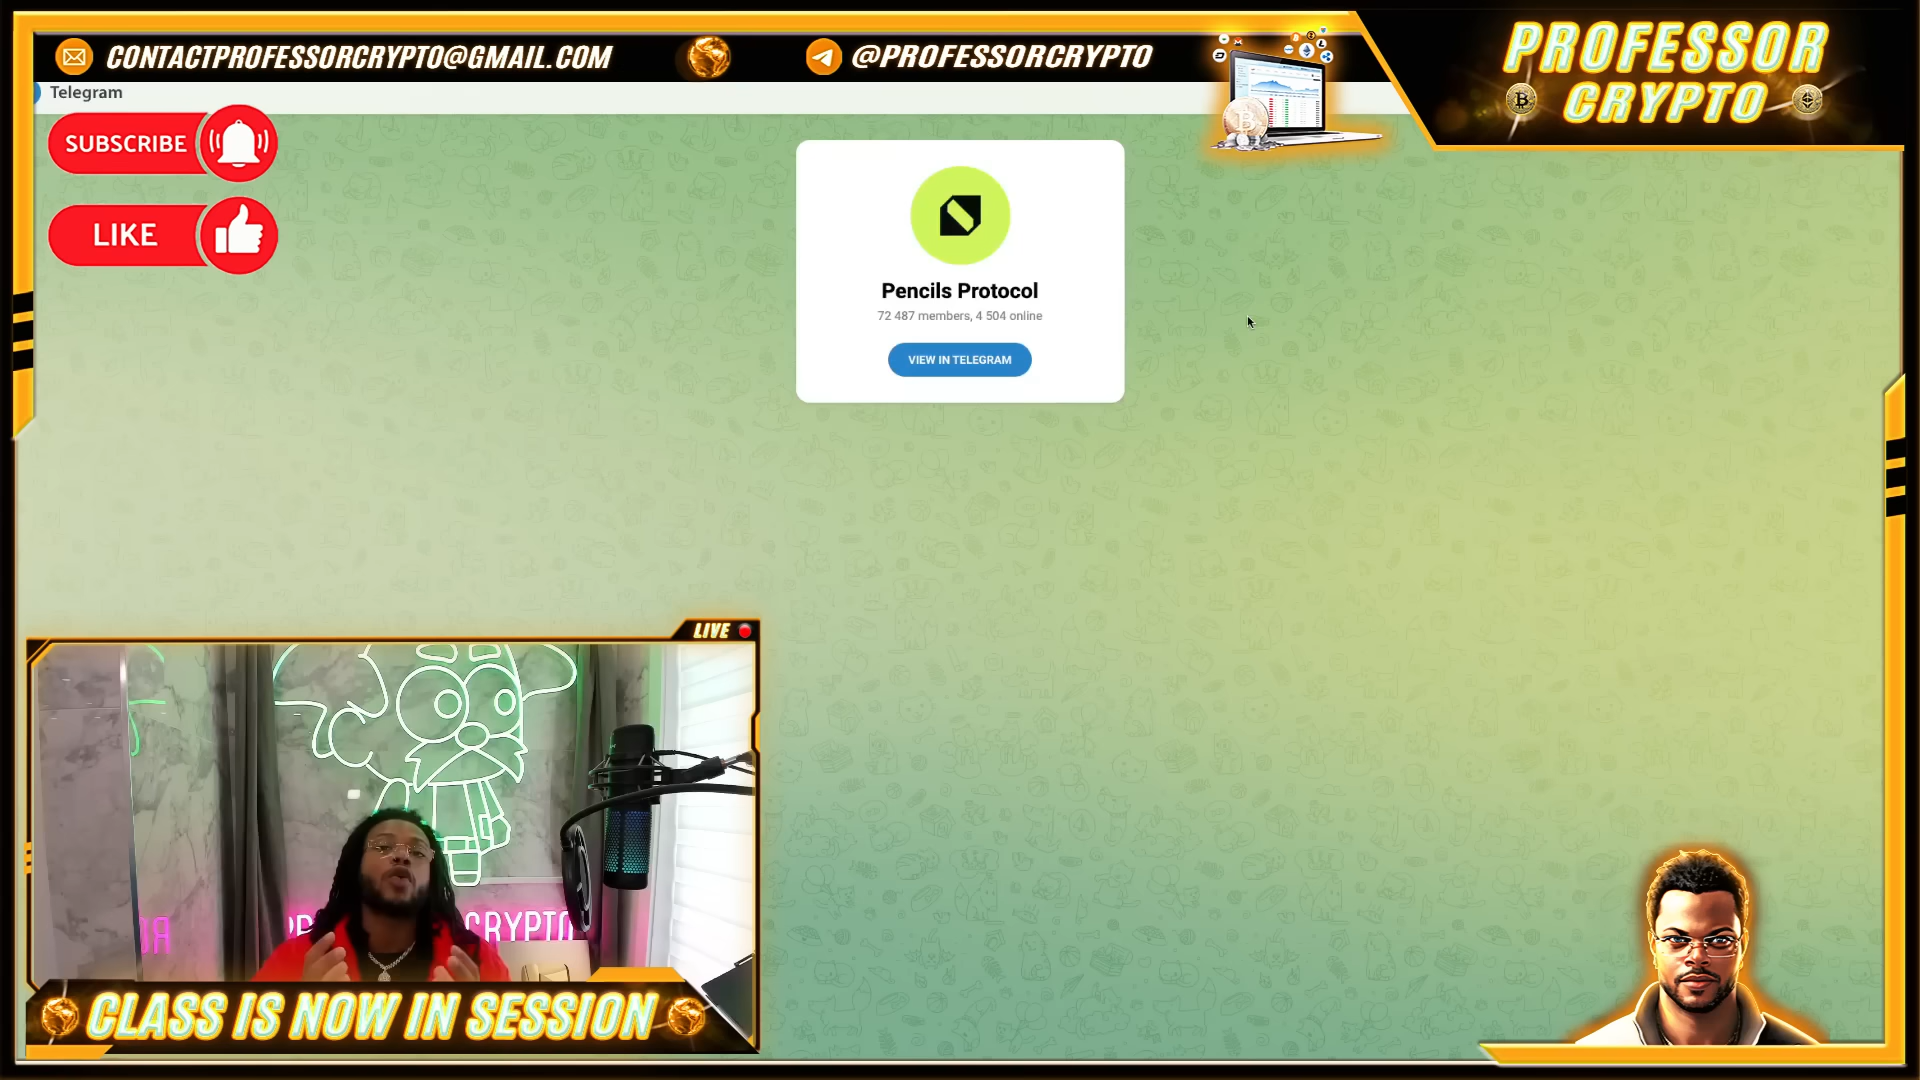 CONTACTPROFESSORCRYPTO@GMAIL.COM
@PROFESSORCRYPTO
PROFESSOR
CRYPTO
Telegram
SUBSCRIBE
LIKE
Pencils Protocol
72 487 members, 4 504 online
VIEW IN TELEGRAM
LIVE
CRYPTO
CLASS IS NOW IN SESSION